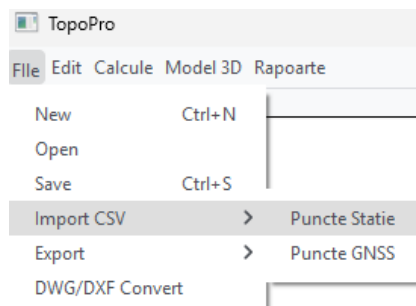 TopoPro
FIle Edit Calcule Model 3D Rapoarte
New Ctrl+N
Open
Save Ctrl+S
Import CSV > Puncte Statie
Export > Puncte GNSS
DWG/DXF Convert